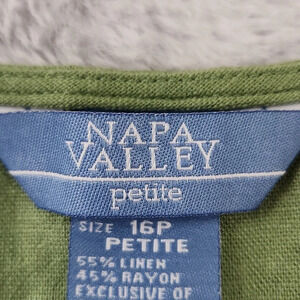 NAPA
VALLEY
petite
SIZE 16P
PETITE
55% LINEN
45% RAYON
EXCLUSIVE OF